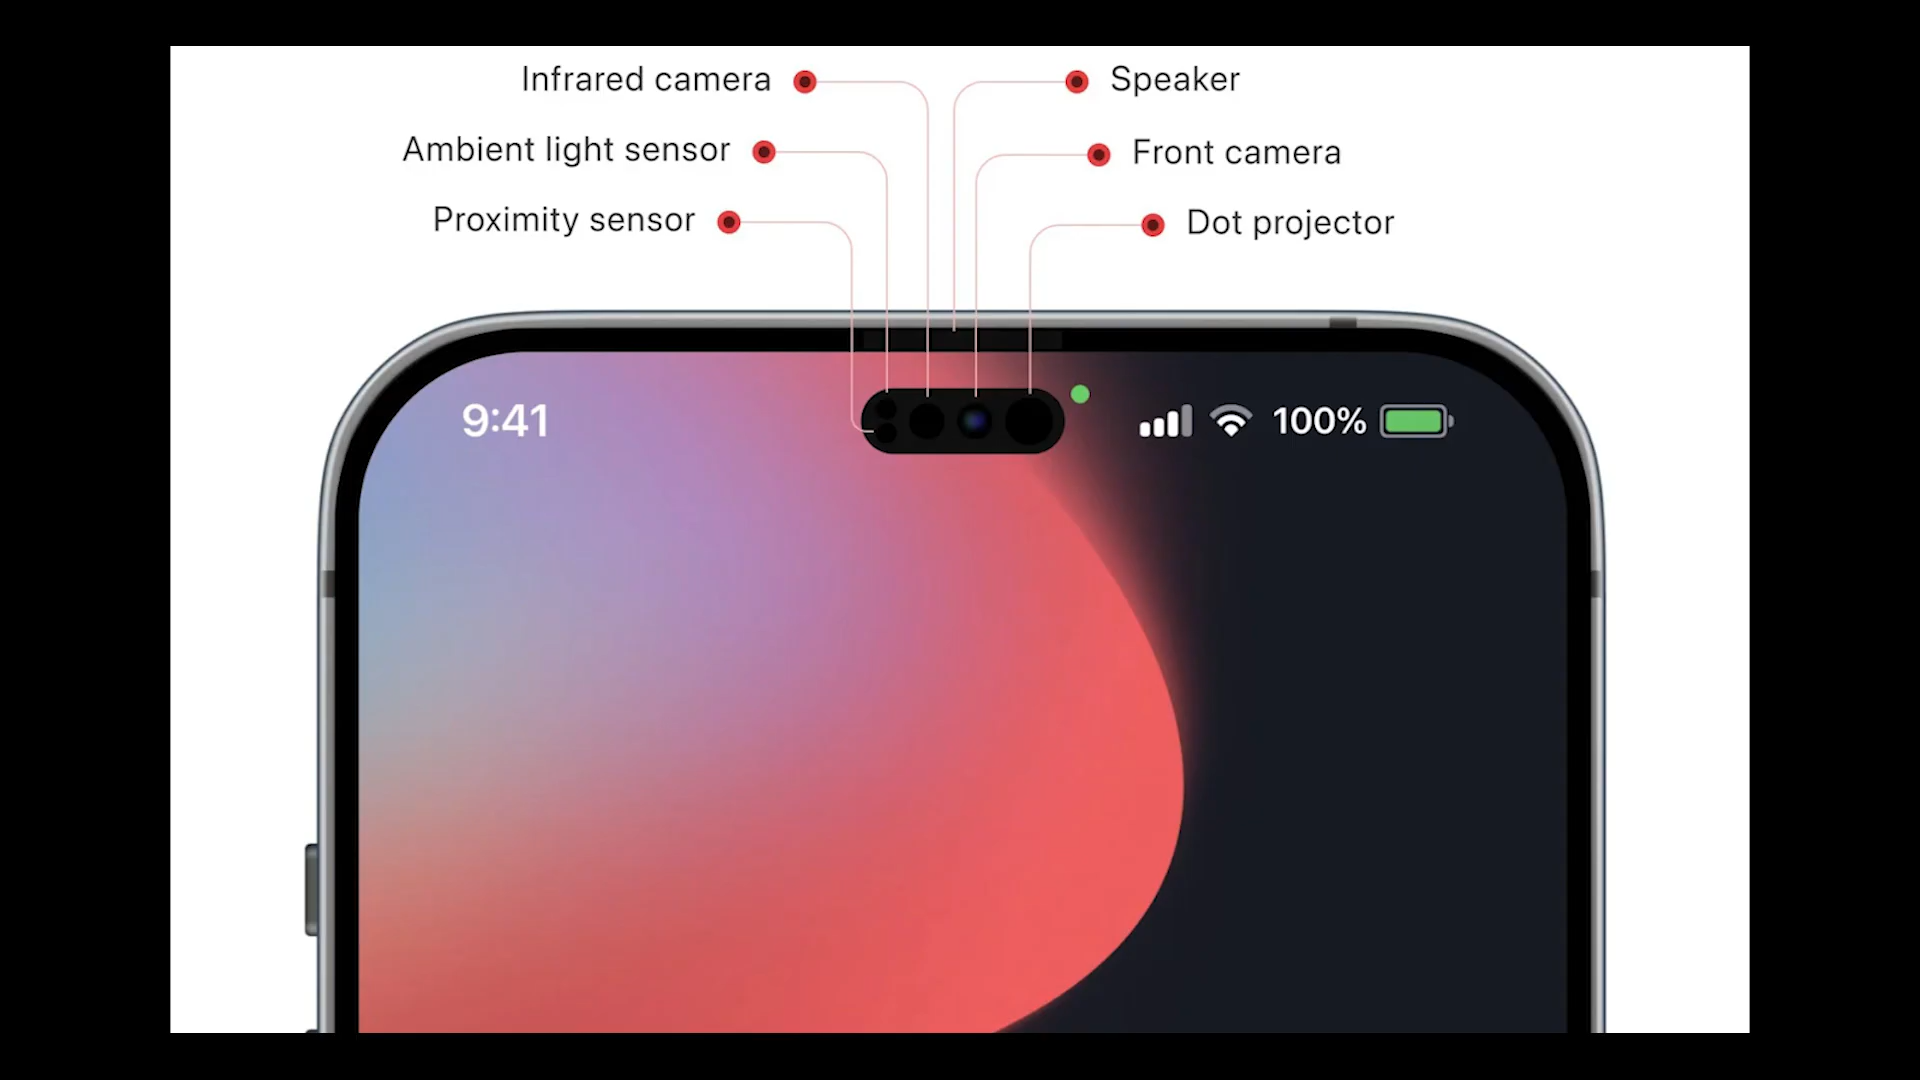 Infrared camera
Speaker
Ambient light sensor
Front camera
Proximity sensor
Dot projector
9:41
100%